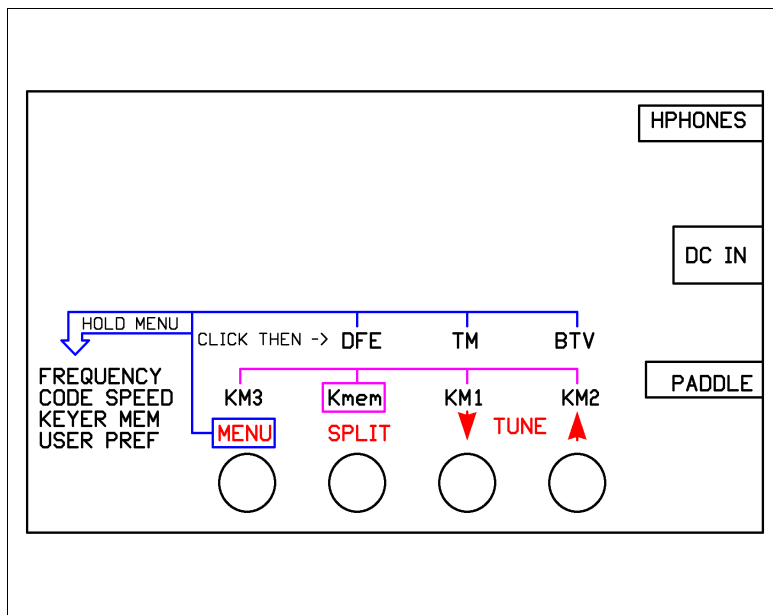 HPHONES
DC IN
HOLD MENU
CLICK THEN -> DFE TM BTV
FREQUENCY
CODE SPEED
KEYER MEM
USER PREF
KM3 Kmem KM1 KM2
PADDLE
MENU SPLIT TUNE